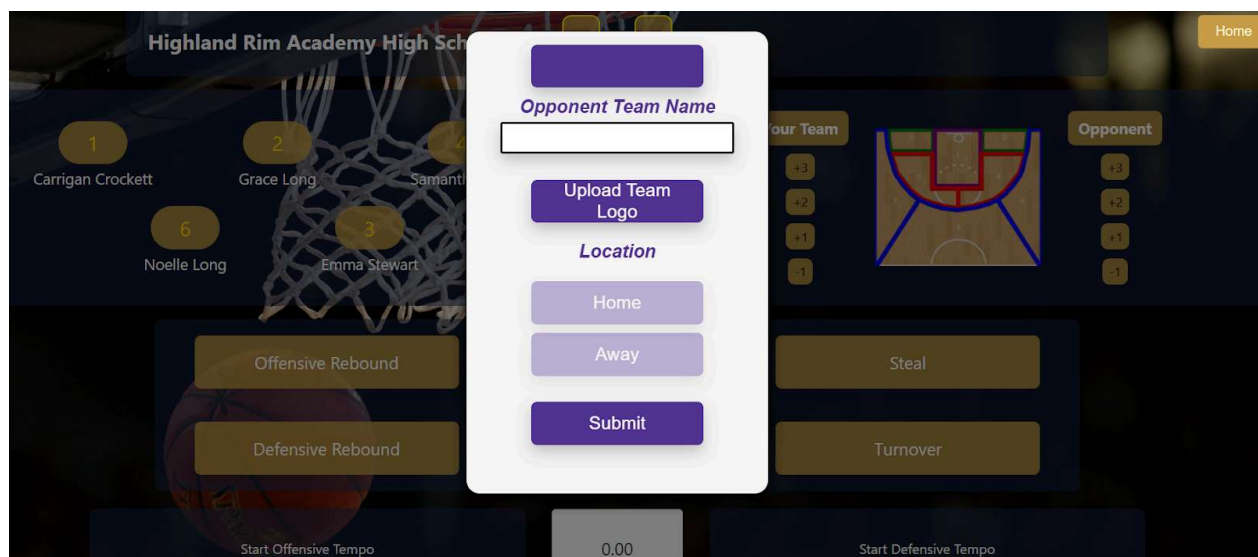 Highland Rim Academy High Sch
Home
Opponent Team Name
Your Team
Opponent
1
2
4
Carrigan Crockett
Grace Long
Samant
+3
+3
Upload Team
Logo
+2
+2
6
3
+1
+1
Location
Noelle Long
Emma Stewart
-1
-1
Home
Away
Offensive Rebound
Steal
Submit
Defensive Rebound
Turnover
Start Offensive Tempo
0.00
Start Defensive Tempo